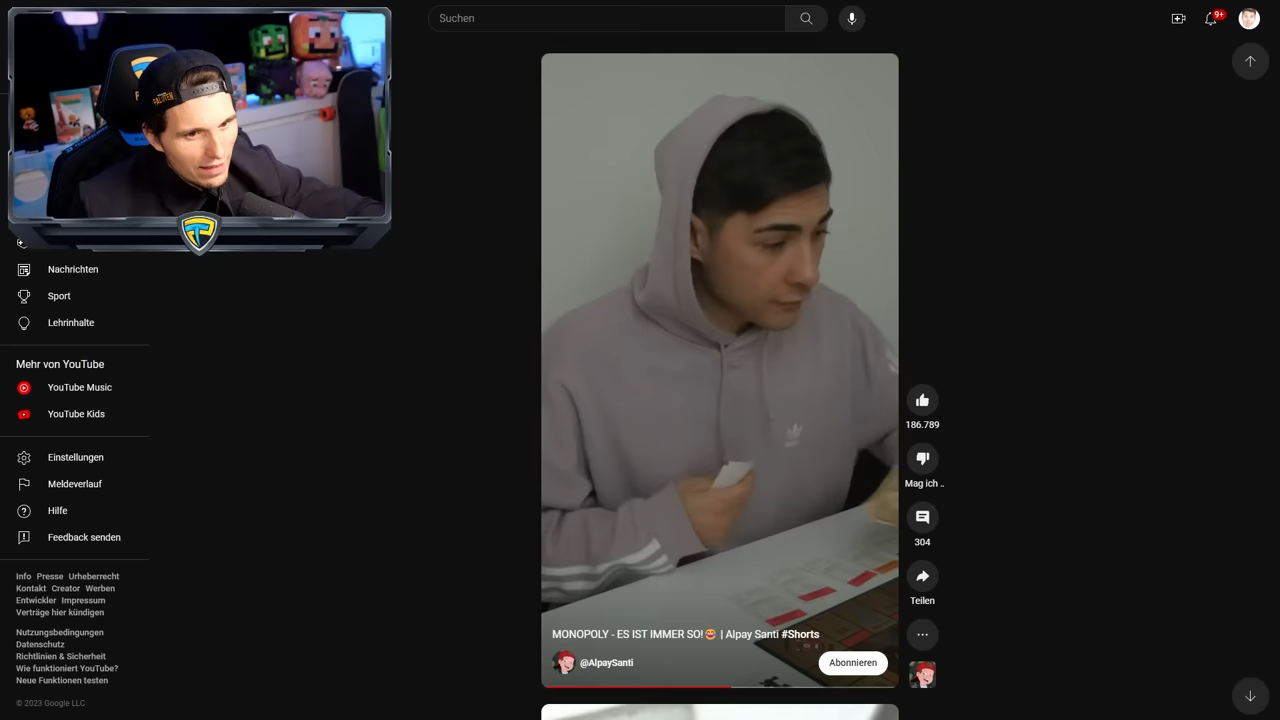 Suchen
9+
PALUTEN
Nachrichten
Sport
Lehrinhalte
Mehr von YouTube
YouTube Music
YouTube Kids
Einstellungen
Meldeverlauf
Hilfe
Feedback senden
Info Presse Urheberrecht
Kontakt Creator Werben
Entwickler Impressum
Verträge hier kündigen
Nutzungsbedingungen
Datenschutz
Richtlinien & Sicherheit
Wie funktioniert YouTube?
Neue Funktionen testen
© 2023 Google LLC
186.789
Mag ich ..
304
Teilen
MONOPOLY - ES IST IMMER SO!🥰 | Alpay Santi #Shorts
@AlpaySanti
Abonnieren